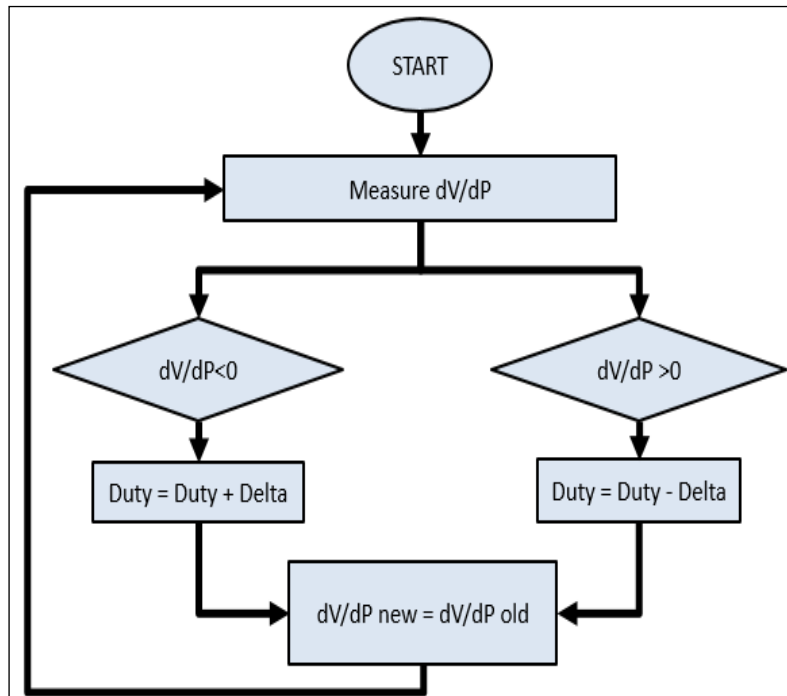 START
Measure dV/dP
dV/dP<0
dV/dP >0
Duty = Duty + Delta
Duty = Duty - Delta
dV/dP new = dV/dP old